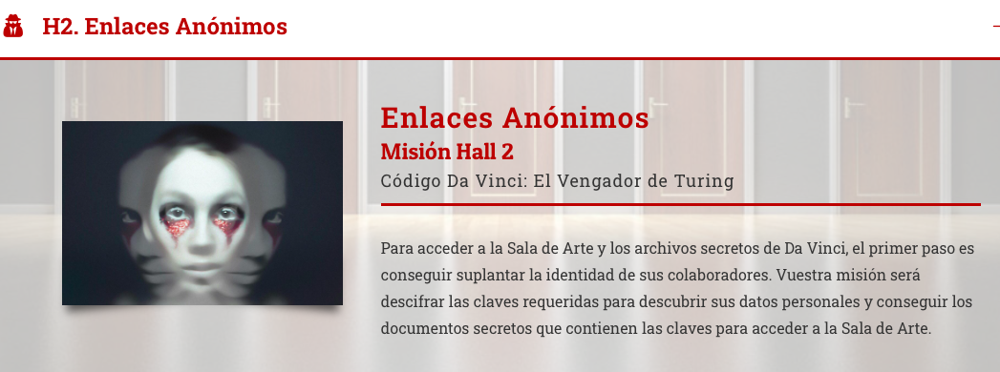 H2. Enlaces Anónimos
Enlaces Anónimos
Misión Hall 2
Código Da Vinci: El Vengador de Turing
Para acceder a la Sala de Arte y los archivos secretos de Da Vinci, el primer paso es
conseguir suplantar la identidad de sus colaboradores. Vuestra misión será
descifrar las claves requeridas para descubrir sus datos personales y conseguir los
documentos secretos que contienen las claves para acceder a la Sala de Arte.